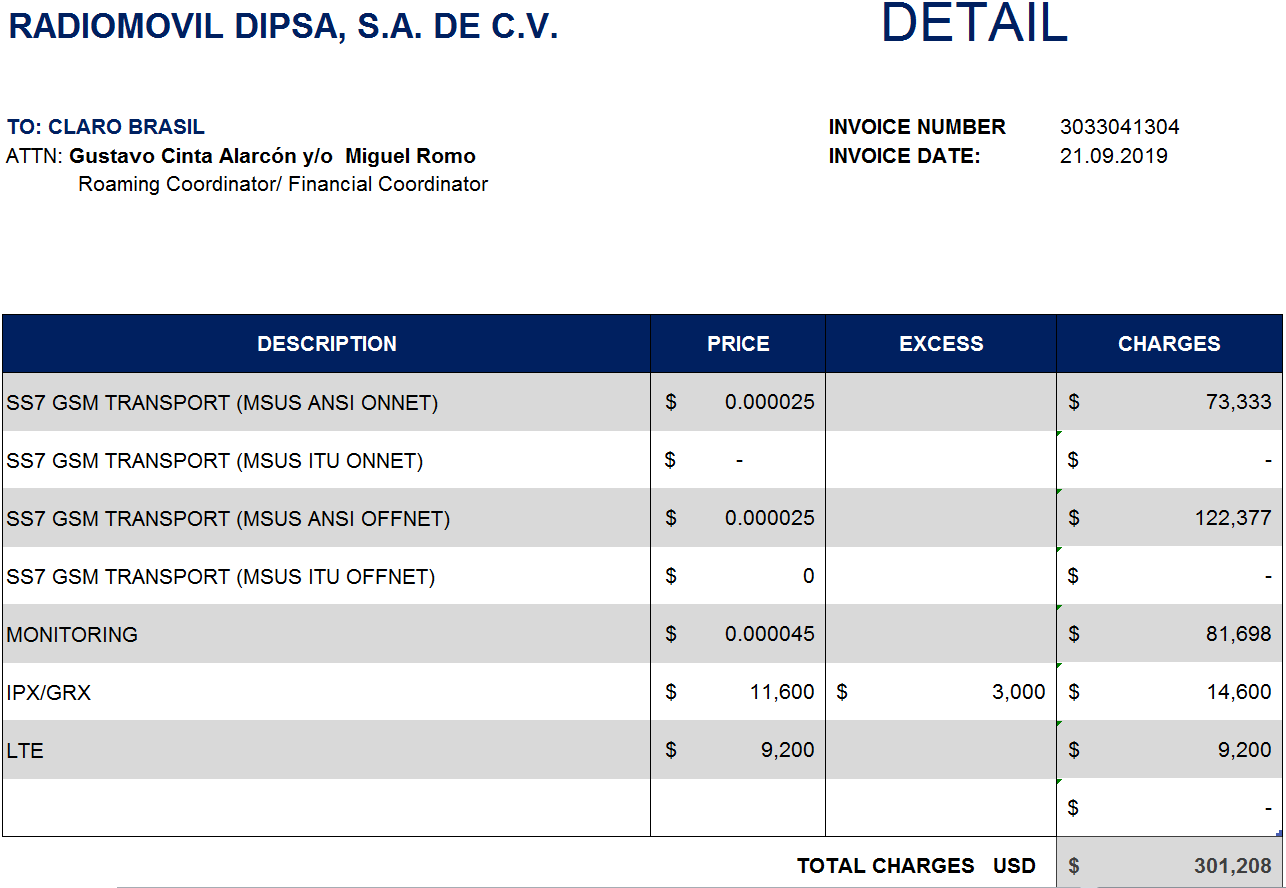 RADIOMOVIL DIPSA, S.A. DE C.V. DETAIL
TO: CLARO BRASIL INVOICE NUMBER 3033041304
ATTN: Gustavo Cinta Alarcón y/o Miguel Romo INVOICE DATE: 21.09.2019
Roaming Coordinator/ Financial Coordinator
DESCRIPTION PRICE EXCESS CHARGES
SS7 GSM TRANSPORT (MSUS ANSI ONNET) $ 0.000025 $ 73,333
SS7 GSM TRANSPORT (MSUS ITU ONNET) $ - $ -
SS7 GSM TRANSPORT (MSUS ANSI OFFNET) $ 0.000025 $ 122,377
SS7 GSM TRANSPORT (MSUS ITU OFFNET) $ 0 $ -
MONITORING $ 0.000045 $ 81,698
IPX/GRX $ 11,600 $ 3,000 $ 14,600
LTE $ 9,200 $ 9,200
$ -
TOTAL CHARGES USD $ 301,208